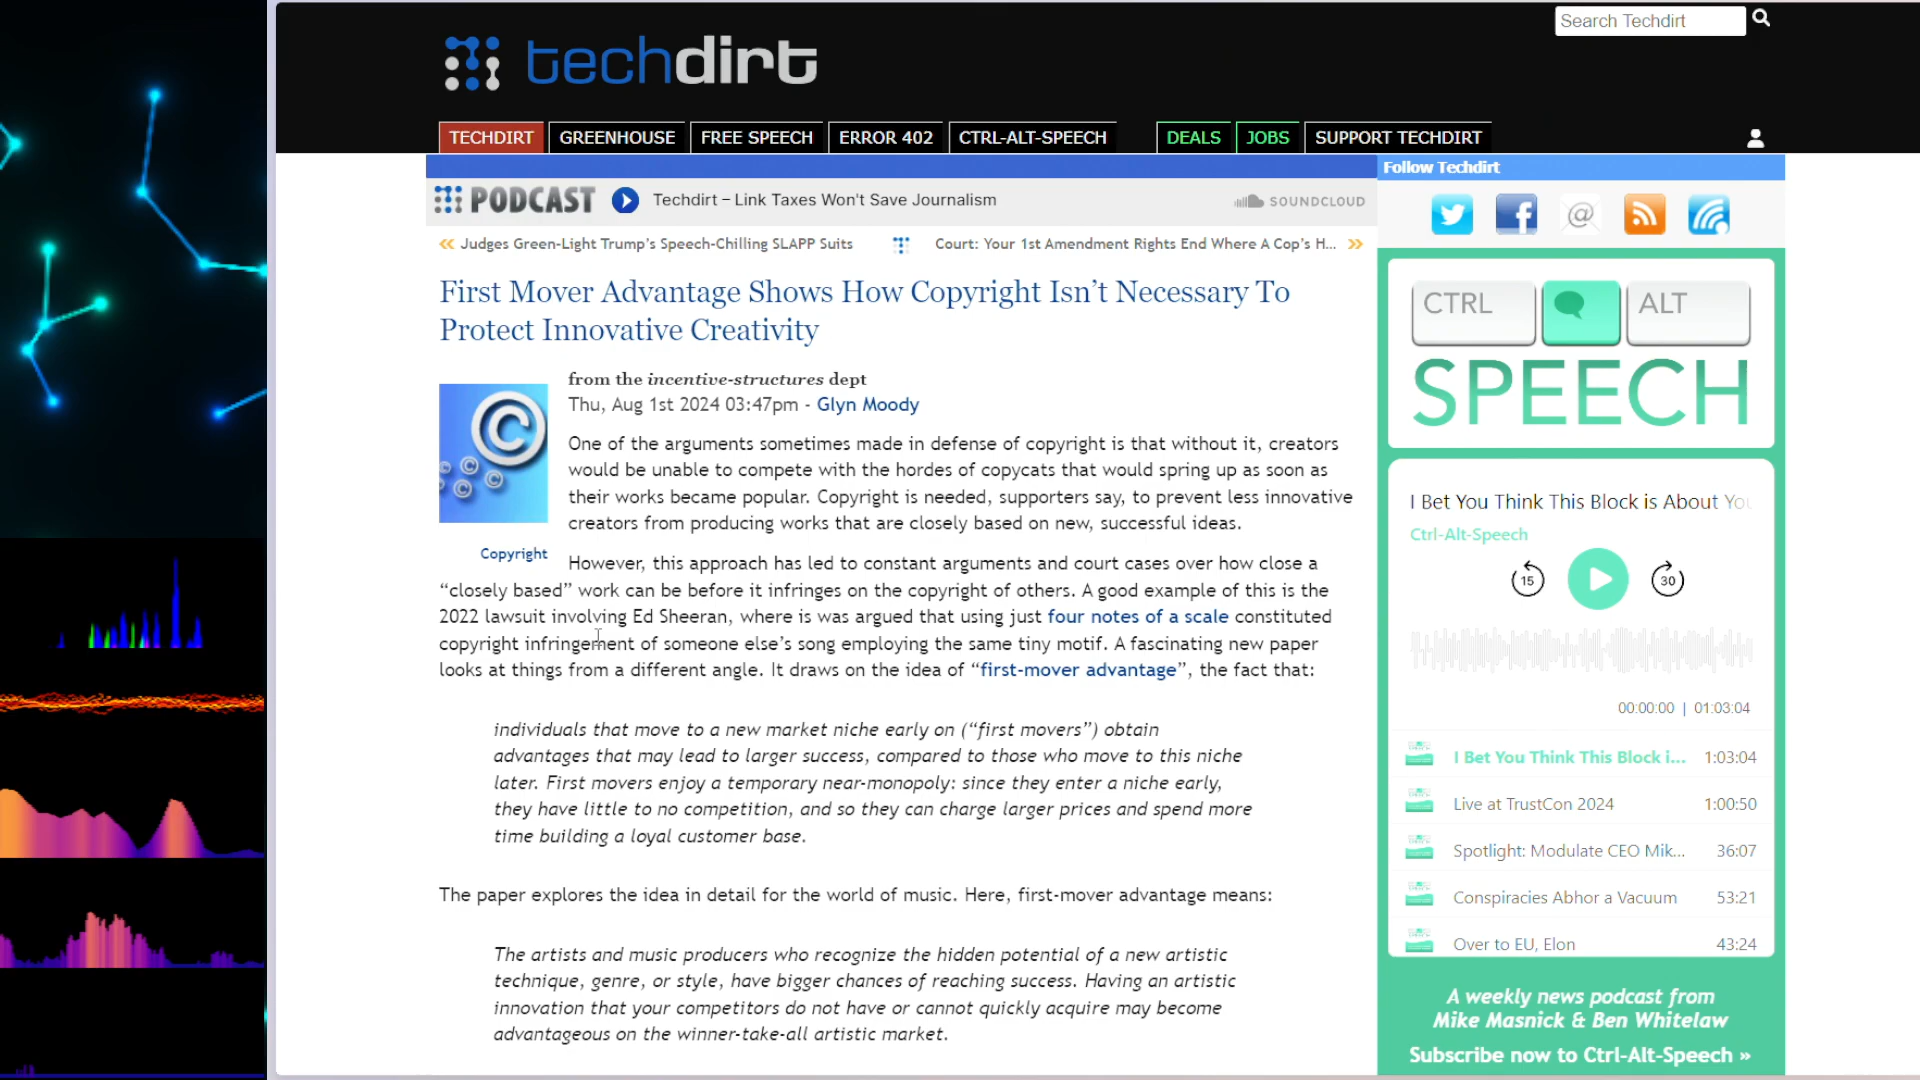 Search Techdirt
techdirt
TECHDIRT GREENHOUSE FREE SPEECH ERROR 402 CTRL-ALT-SPEECH DEALS JOBS SUPPORT TECHDIRT
Follow Techdirt
PODCAST Techdirt – Link Taxes Won't Save Journalism SOUNDCLOUD
« Judges Green-Light Trump's Speech-Chilling SLAPP Suits
Court: Your 1st Amendment Rights End Where A Cop's H... »
First Mover Advantage Shows How Copyright Isn't Necessary To
Protect Innovative Creativity
from the incentive-structures dept
Thu, Aug 1st 2024 03:47pm - Glyn Moody
One of the arguments sometimes made in defense of copyright is that without it, creators
would be unable to compete with the hordes of copycats that would spring up as soon as
their works became popular. Copyright is needed, supporters say, to prevent less innovative
creators from producing works that are closely based on new, successful ideas.
Copyright
However, this approach has led to constant arguments and court cases over how close a
“closely based” work can be before it infringes on the copyright of others. A good example of this is the
2022 lawsuit involving Ed Sheeran, where is was argued that using just four notes of a scale constituted
copyright infringement of someone else's song employing the same tiny motif. A fascinating new paper
looks at things from a different angle. It draws on the idea of “first-mover advantage”, the fact that:
individuals that move to a new market niche early on (“first movers”) obtain
advantages that may lead to larger success, compared to those who move to this niche
later. First movers enjoy a temporary near-monopoly: since they enter a niche early,
they have little to no competition, and so they can charge larger prices and spend more
time building a loyal customer base.
The paper explores the idea in detail for the world of music. Here, first-mover advantage means:
The artists and music producers who recognize the hidden potential of a new artistic
technique, genre, or style, have bigger chances of reaching success. Having an artistic
innovation that your competitors do not have or cannot quickly acquire may become
advantageous on the winner-take-all artistic market.
CTRL ALT
SPEECH
I Bet You Think This Block is About You
Ctrl-Alt-Speech
15 30
00:00:00 | 01:03:04
I Bet You Think This Block i... 1:03:04
Live at TrustCon 2024 1:00:50
Spotlight: Modulate CEO Mik... 36:07
Conspiracies Abhor a Vacuum 53:21
Over to EU, Elon 43:24
A weekly news podcast from
Mike Masnick & Ben Whitelaw
Subscribe now to Ctrl-Alt-Speech »